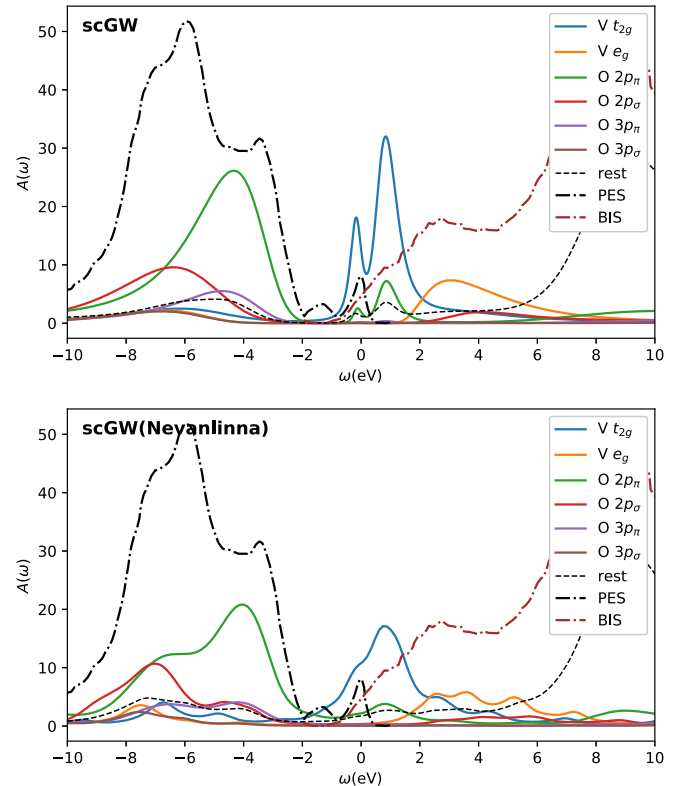 scGW
V t2g
V eg
O 2pπ
O 2pσ
O 3pπ
O 3pσ
rest
PES
BIS
50
40
30
20
10
0
A(ω)
−10 −8 −6 −4 −2 0 2 4 6 8 10
ω(eV)
scGW(Nevanlinna)
V t2g
V eg
O 2pπ
O 2pσ
O 3pπ
O 3pσ
rest
PES
BIS
50
40
30
20
10
0
A(ω)
−10 −8 −6 −4 −2 0 2 4 6 8 10
ω(eV)